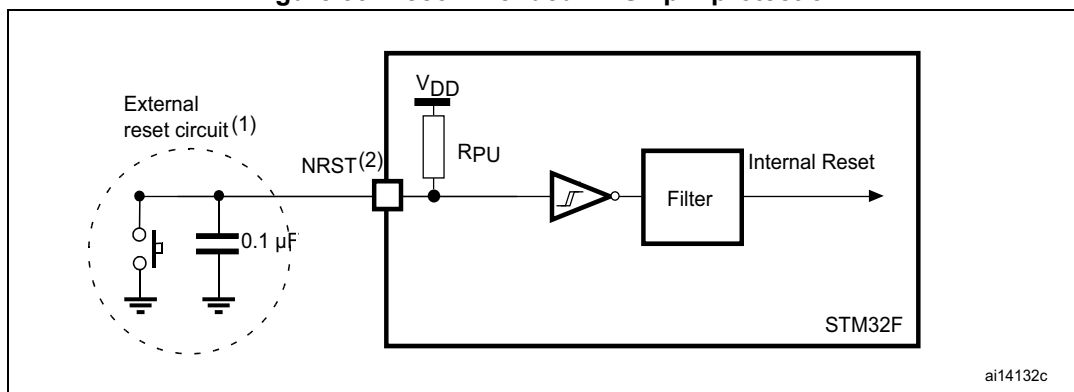 External
reset circuit(1)
VDD
NRST(2)
RPU
Internal Reset
Filter
0.1 µF
STM32F
ai14132c